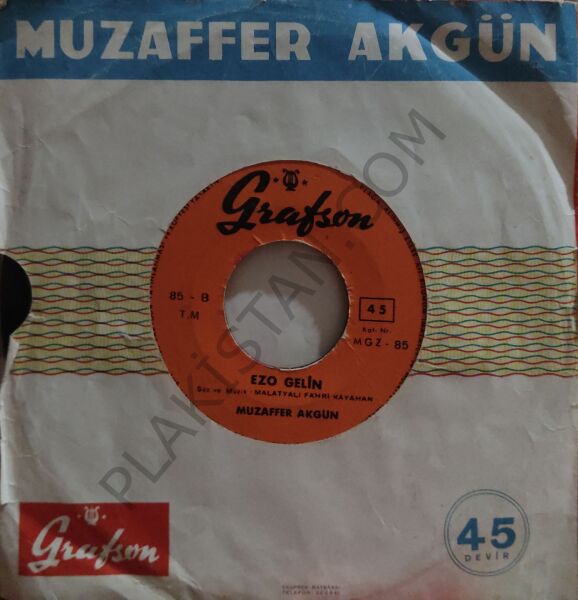 MUZAFFER AKGÜN
Grafson
85 - B
T.M
45
Kat. Nr.
MGZ - 85
EZO GELİN
Söz ve Müzik : MALATYALI FAHRİ KAYAHAN
MUZAFFER AKGÜN
PLAKİSTAN.COM
Grafson
45
DEVİR